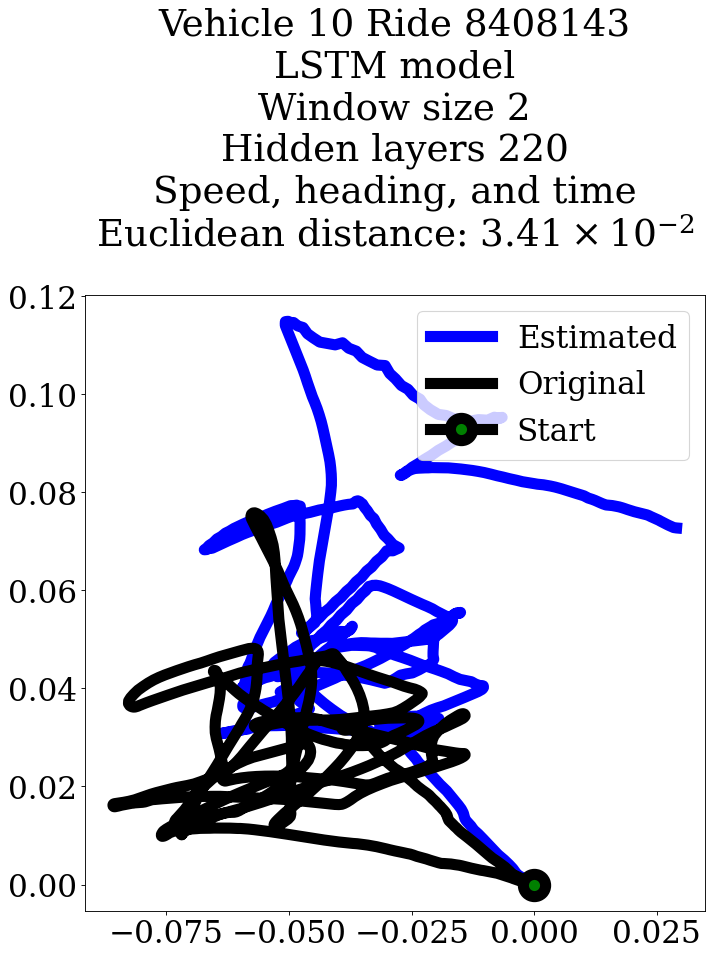 Vehicle 10 Ride 8408143
LSTM model
Window size 2
Hidden layers 220
Speed, heading, and time
Euclidean distance: 3.41 × 10⁻²
Estimated
Original
Start
0.12
0.10
0.08
0.06
0.04
0.02
0.00
−0.075 −0.050 −0.025 0.000 0.025